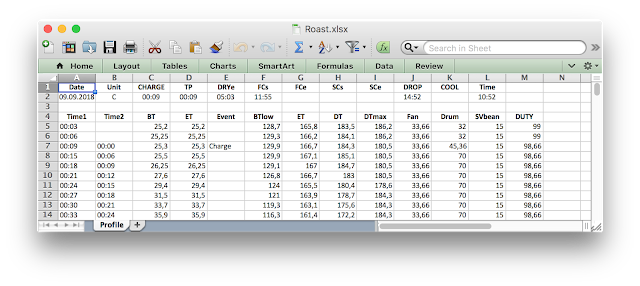 Roast.xlsx
Search in Sheet
Home Layout Tables Charts SmartArt Formulas Data Review
A B C D E F G H I J K L M N
1 Date Unit CHARGE TP DRYe FCs FCe SCs SCe DROP COOL Time
2 09.09.2018 C 00:09 00:09 05:03 11:55 14:52 10:52
3
4 Time1 Time2 BT ET Event BTlow ET DT DTmax Fan Drum SVbean DUTY
5 00:03 25,2 25,2 128,7 165,8 183,5 186,2 33,66 32 15 99
6 00:06 25,25 25,25 129,3 166,2 184,1 186,2 33,66 32 15 99
7 00:09 00:00 25,3 25,3 Charge 129,9 166,6 184,7 180,5 33,66 45,36 15 98,66
8 00:15 00:06 25,5 25,5 129,9 167,1 185,1 180,5 33,66 70 15 98,66
9 00:18 00:09 26,25 26,25 129,1 167 184,7 180,5 33,66 70 15 98,66
10 00:21 00:12 27,6 27,6 126,8 166,7 183 180,5 33,66 70 15 98,66
11 00:24 00:15 29,4 29,4 124 165,5 180,4 178,6 33,66 70 15 98,66
12 00:27 00:18 31,5 31,5 121 163,9 178,7 184,3 33,66 70 15 98,66
13 00:30 00:21 33,7 33,7 119,3 163,1 175,6 184,3 33,66 70 15 98,66
14 00:33 00:24 35,9 35,9 116,3 161,4 172,2 184,3 33,66 70 15 98,66
Profile